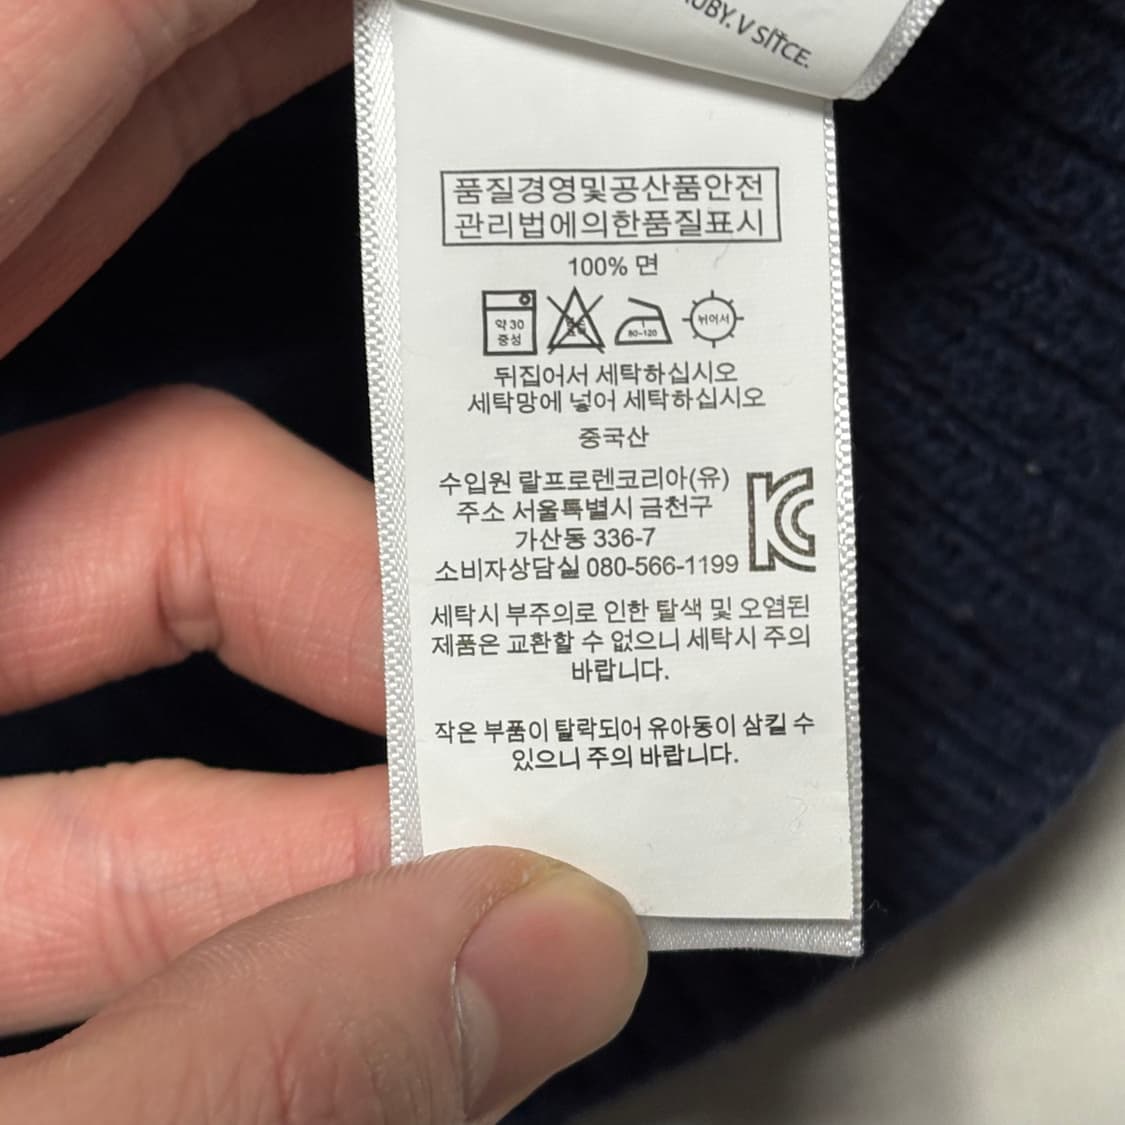 UBY. V SÍTCE.
품질경영및공산품안전
관리법에의한품질표시
100% 면
약 30
중성
80~120
뉘어서
뒤집어서 세탁하십시오
세탁망에 넣어 세탁하십시오
중국산
수입원 랄프로렌코리아(유)
주소 서울특별시 금천구
가산동 336-7
소비자상담실 080-566-1199
세탁시 부주의로 인한 탈색 및 오염된
제품은 교환할 수 없으니 세탁시 주의
바랍니다.
작은 부품이 탈락되어 유아동이 삼킬 수
있으니 주의 바랍니다.